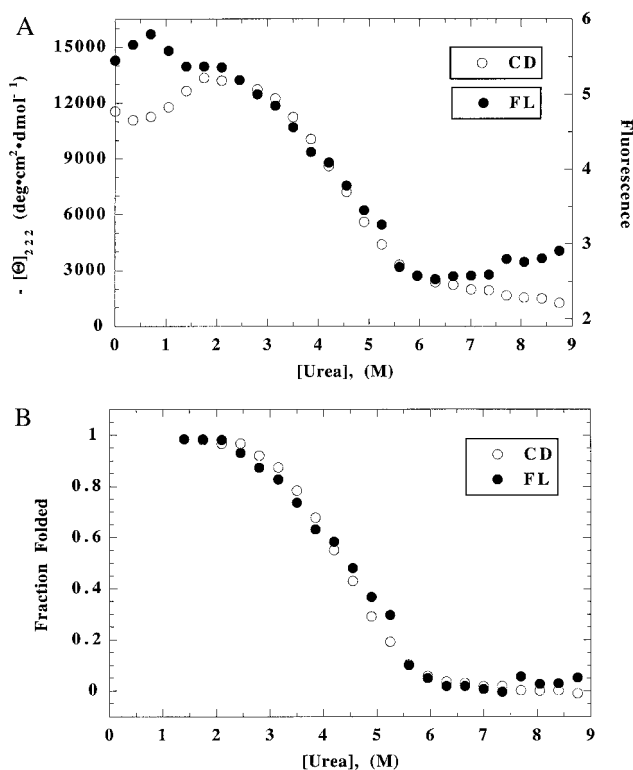 A
- [Θ]222 (deg•cm2•dmol-1)
15000
12000
9000
6000
3000
0
CD
FL
6
5
4
3
2
Fluorescence
0 1 2 3 4 5 6 7 8 9
[Urea], (M)
B
Fraction Folded
1
0.8
0.6
0.4
0.2
0
CD
FL
0 1 2 3 4 5 6 7 8 9
[Urea], (M)